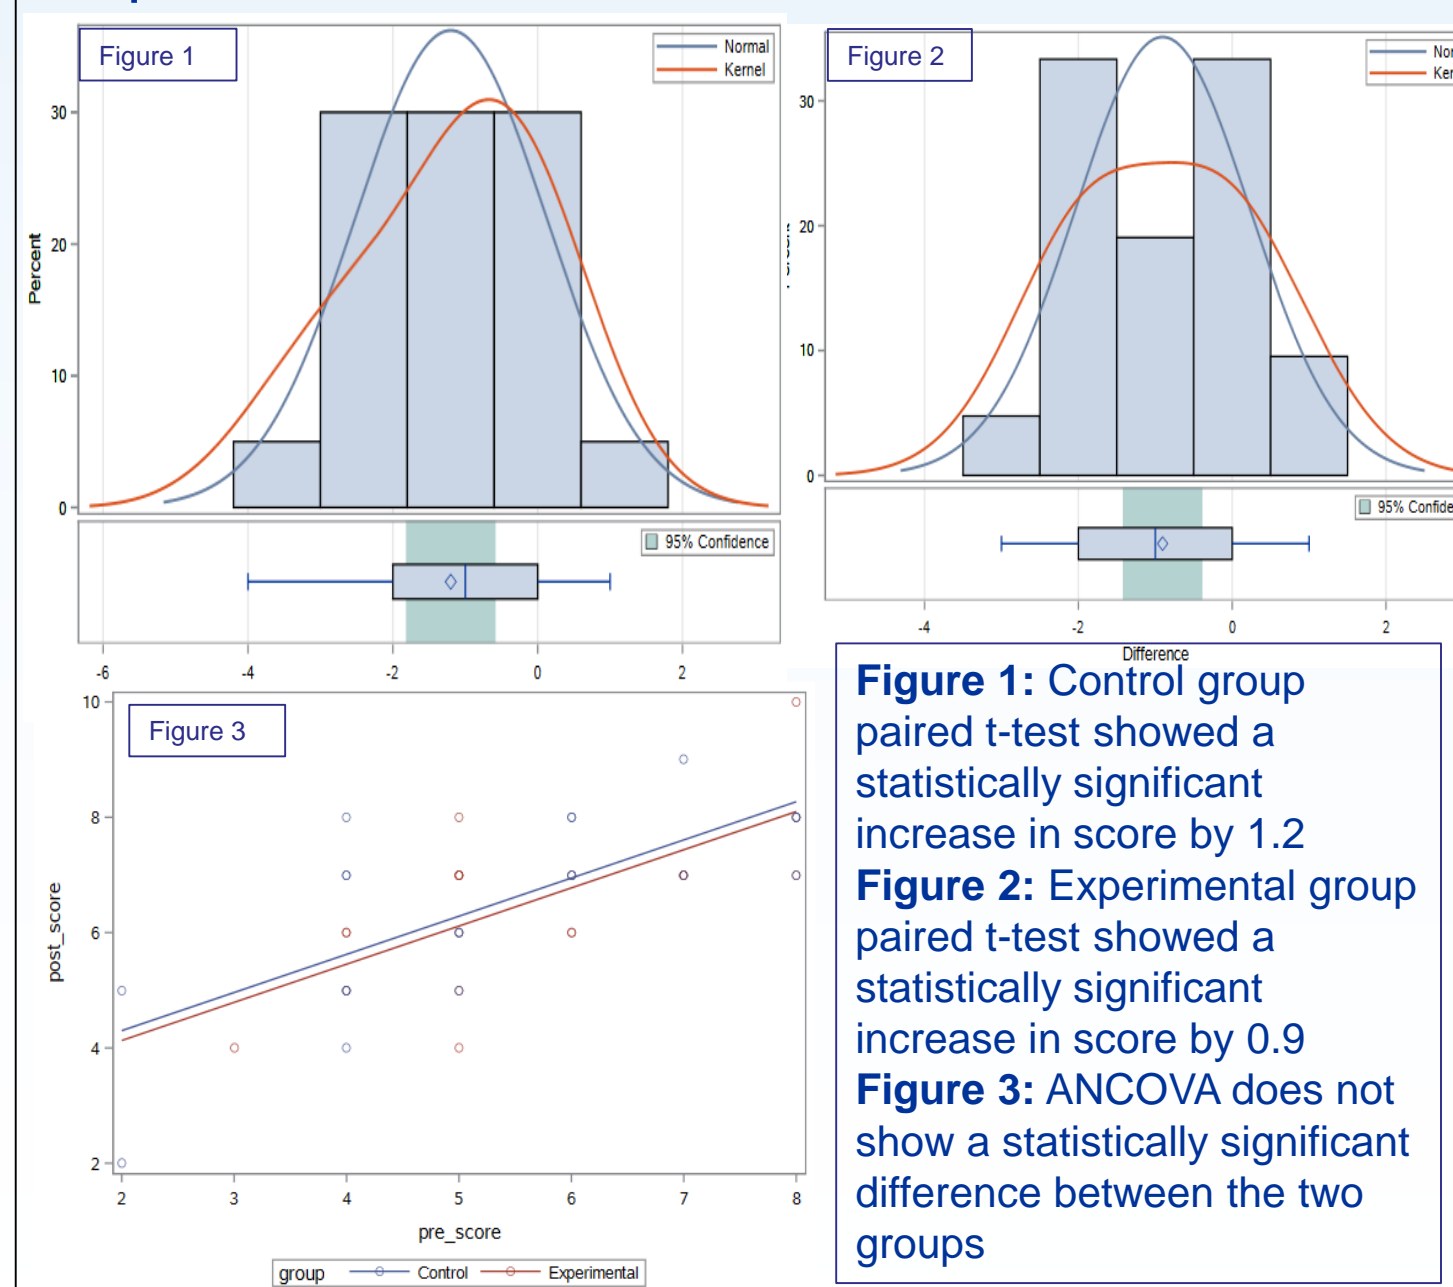 Figure 1
Normal
Kernel
30
20
10
0
Percent
95% Confidence
-6
-4
-2
0
2
Figure 2
30
20
10
0
-4
-2
0
2
Difference
Figure 3
10
8
6
4
2
post_score
2
3
4
5
6
7
8
pre_score
group
Control
Experimental
Figure 1: Control group
paired t-test showed a
statistically significant
increase in score by 1.2
Figure 2: Experimental group
paired t-test showed a
statistically significant
increase in score by 0.9
Figure 3: ANCOVA does not
show a statistically significant
difference between the two
groups